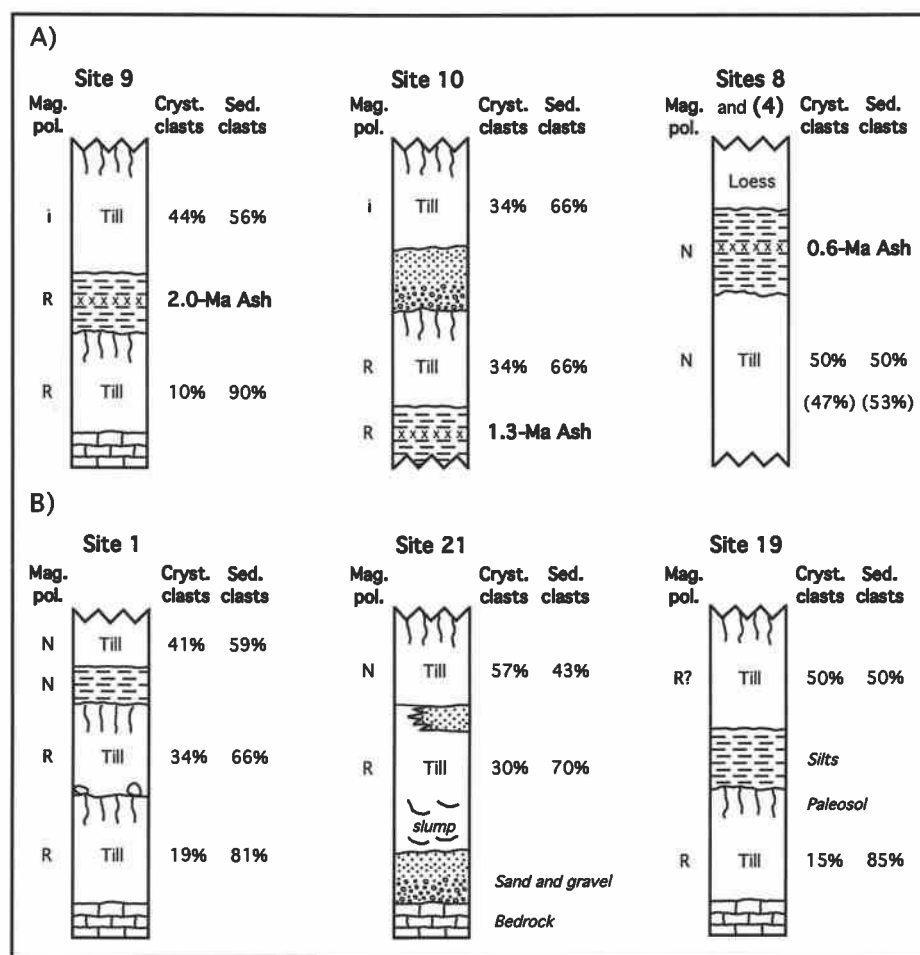 A)
Site 9
Site 10
Sites 8
Mag. pol. Cryst. clasts Sed. clasts
Mag. pol. Cryst. clasts Sed. clasts
Mag. pol. and (4) Cryst. clasts Sed. clasts
Loess
i Till 44% 56%
i Till 34% 66%
N x x x x x 0.6-Ma Ash
R x x x x x 2.0-Ma Ash
R Till 34% 66%
N Till 50% 50%
R Till 10% 90%
(47%) (53%)
R x x x x x 1.3-Ma Ash
B)
Site 1
Site 21
Site 19
Mag. pol. Cryst. clasts Sed. clasts
Mag. pol. Cryst. clasts Sed. clasts
Mag. pol. Cryst. clasts Sed. clasts
N Till 41% 59%
N Till 57% 43%
R? Till 50% 50%
N
R Till 34% 66%
R Till 30% 70%
Silts
Paleosol
slump
R Till 19% 81%
R Till 15% 85%
Sand and gravel
Bedrock